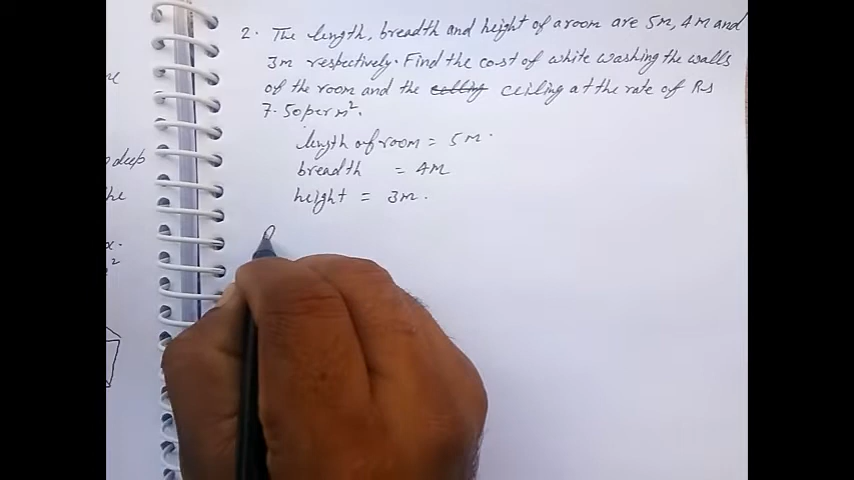 2. The length, breadth and height of a room are 5m, 4m and
3m respectively. Find the cost of white washing the walls
of the room and the ceiling at the rate of Rs
7.50 per m².
length of room = 5m.
breadth = 4m
height = 3m.
deep
he